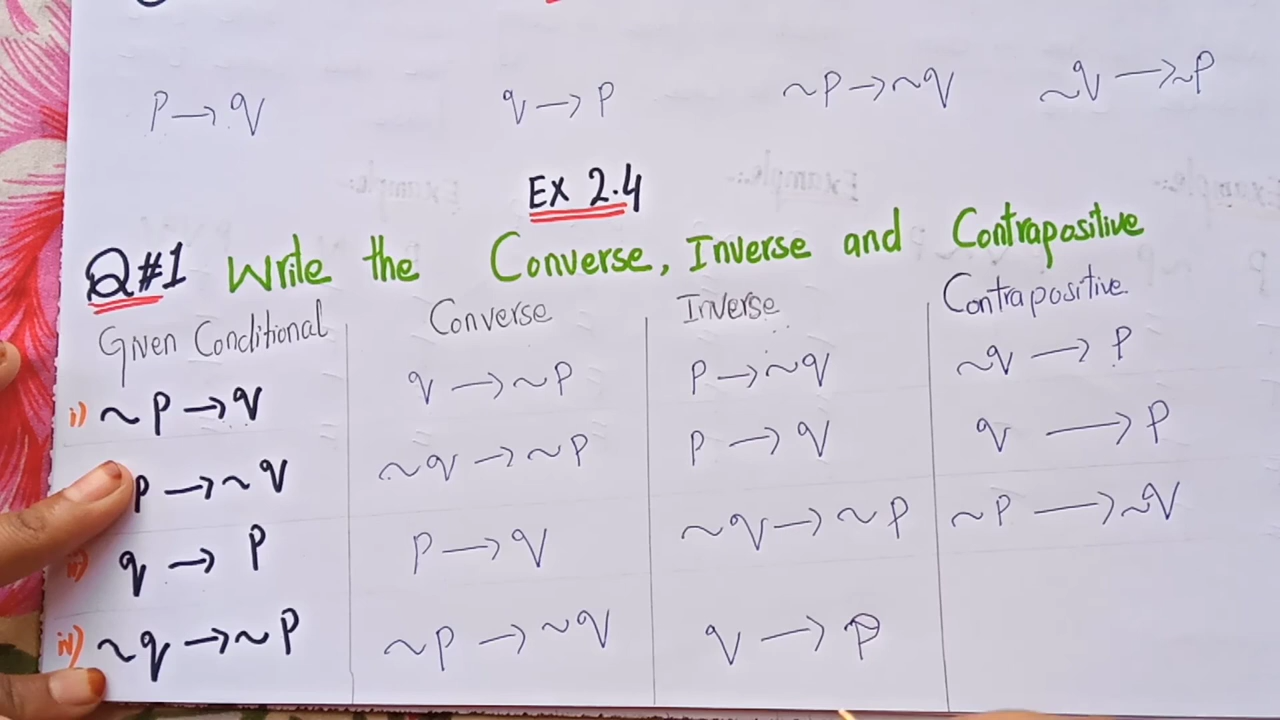 p → q q → p ~p → ~q ~q → ~p
Ex 2.4
Q#1 Write the Converse, Inverse and Contrapositive
Given Conditional Converse Inverse Contrapositive
i) ~p → q q → ~p p → ~q ~q → p
p → ~q ~q → ~p p → q q → p
q → p p → q ~q → ~p ~p → ~q
iv) ~q → ~p ~p → ~q q → p